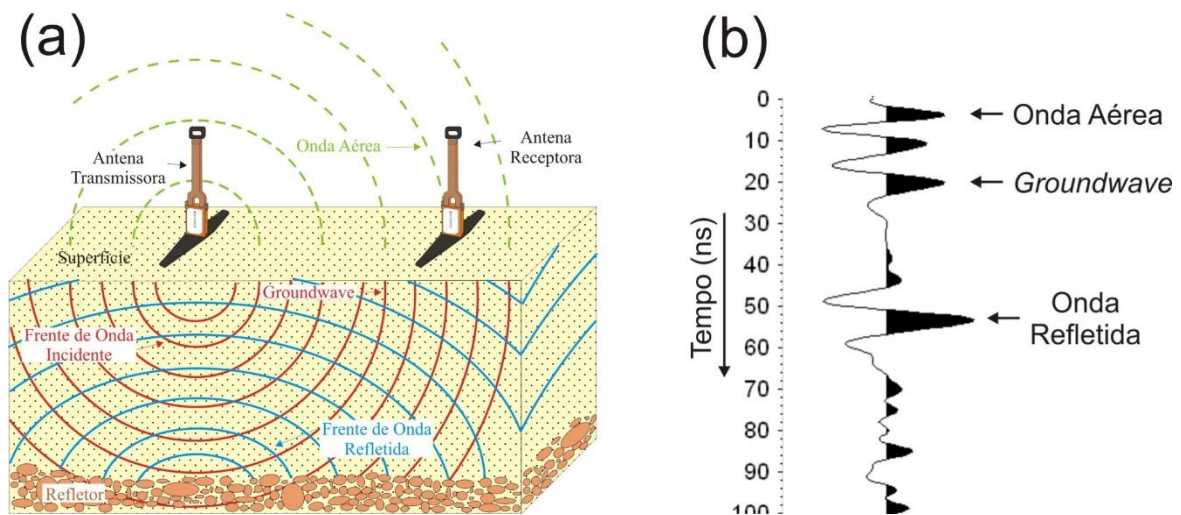 (a)
Onda Aérea
Antena
Transmissora
Antena
Receptora
Superfície
Groundwave
Frente de Onda
Incidente
Frente de Onda
Refletida
Refletor
(b)
Tempo (ns)
0
10
20
30
40
50
60
70
80
90
100
Onda Aérea
Groundwave
Onda
Refletida